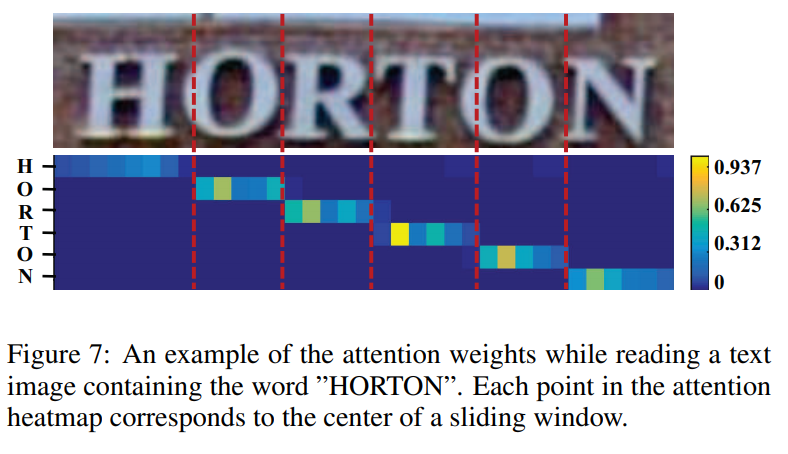 HORTON
H
O
R
T
O
N
0.937
0.625
0.312
0
Figure 7: An example of the attention weights while reading a text
image containing the word ”HORTON”. Each point in the attention
heatmap corresponds to the center of a sliding window.